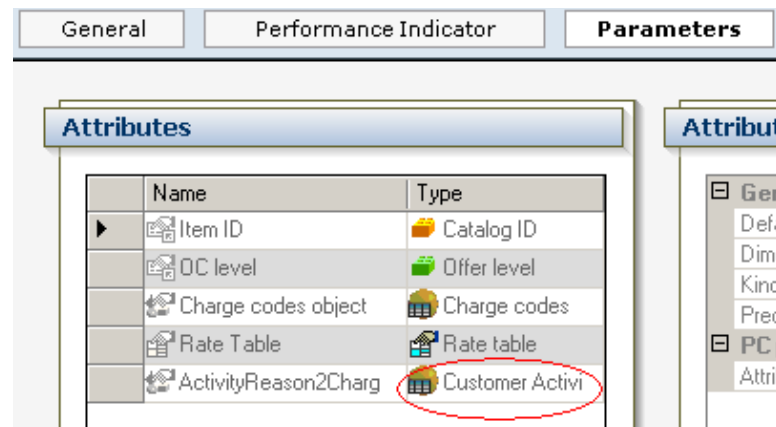 General Performance Indicator Parameters
Attributes
Name Type
Item ID Catalog ID
OC level Offer level
Charge codes object Charge codes
Rate Table Rate table
ActivityReason2Charg Customer Activi
Attribut
Ger
Defa
Dim
Kind
Pred
PC
Attri